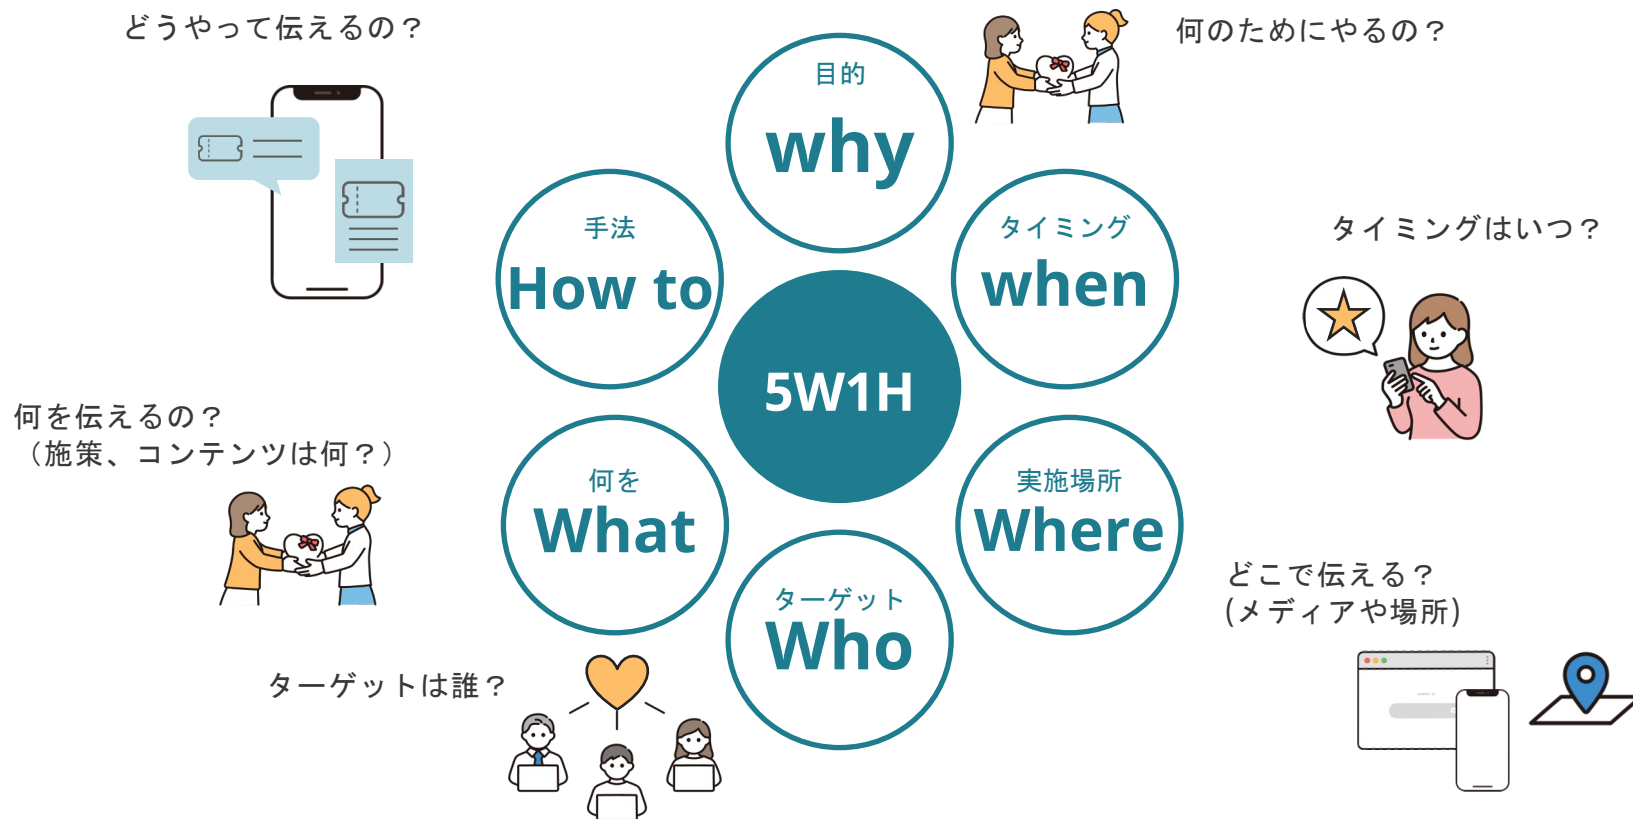 どうやって伝えるの？
何のためにやるの？
目的
why
手法
How to
タイミング
when
タイミングはいつ？
5W1H
何を伝えるの？
（施策、コンテンツは何？）
何を
What
実施場所
Where
どこで伝える？
(メディアや場所)
ターゲット
Who
ターゲットは誰？